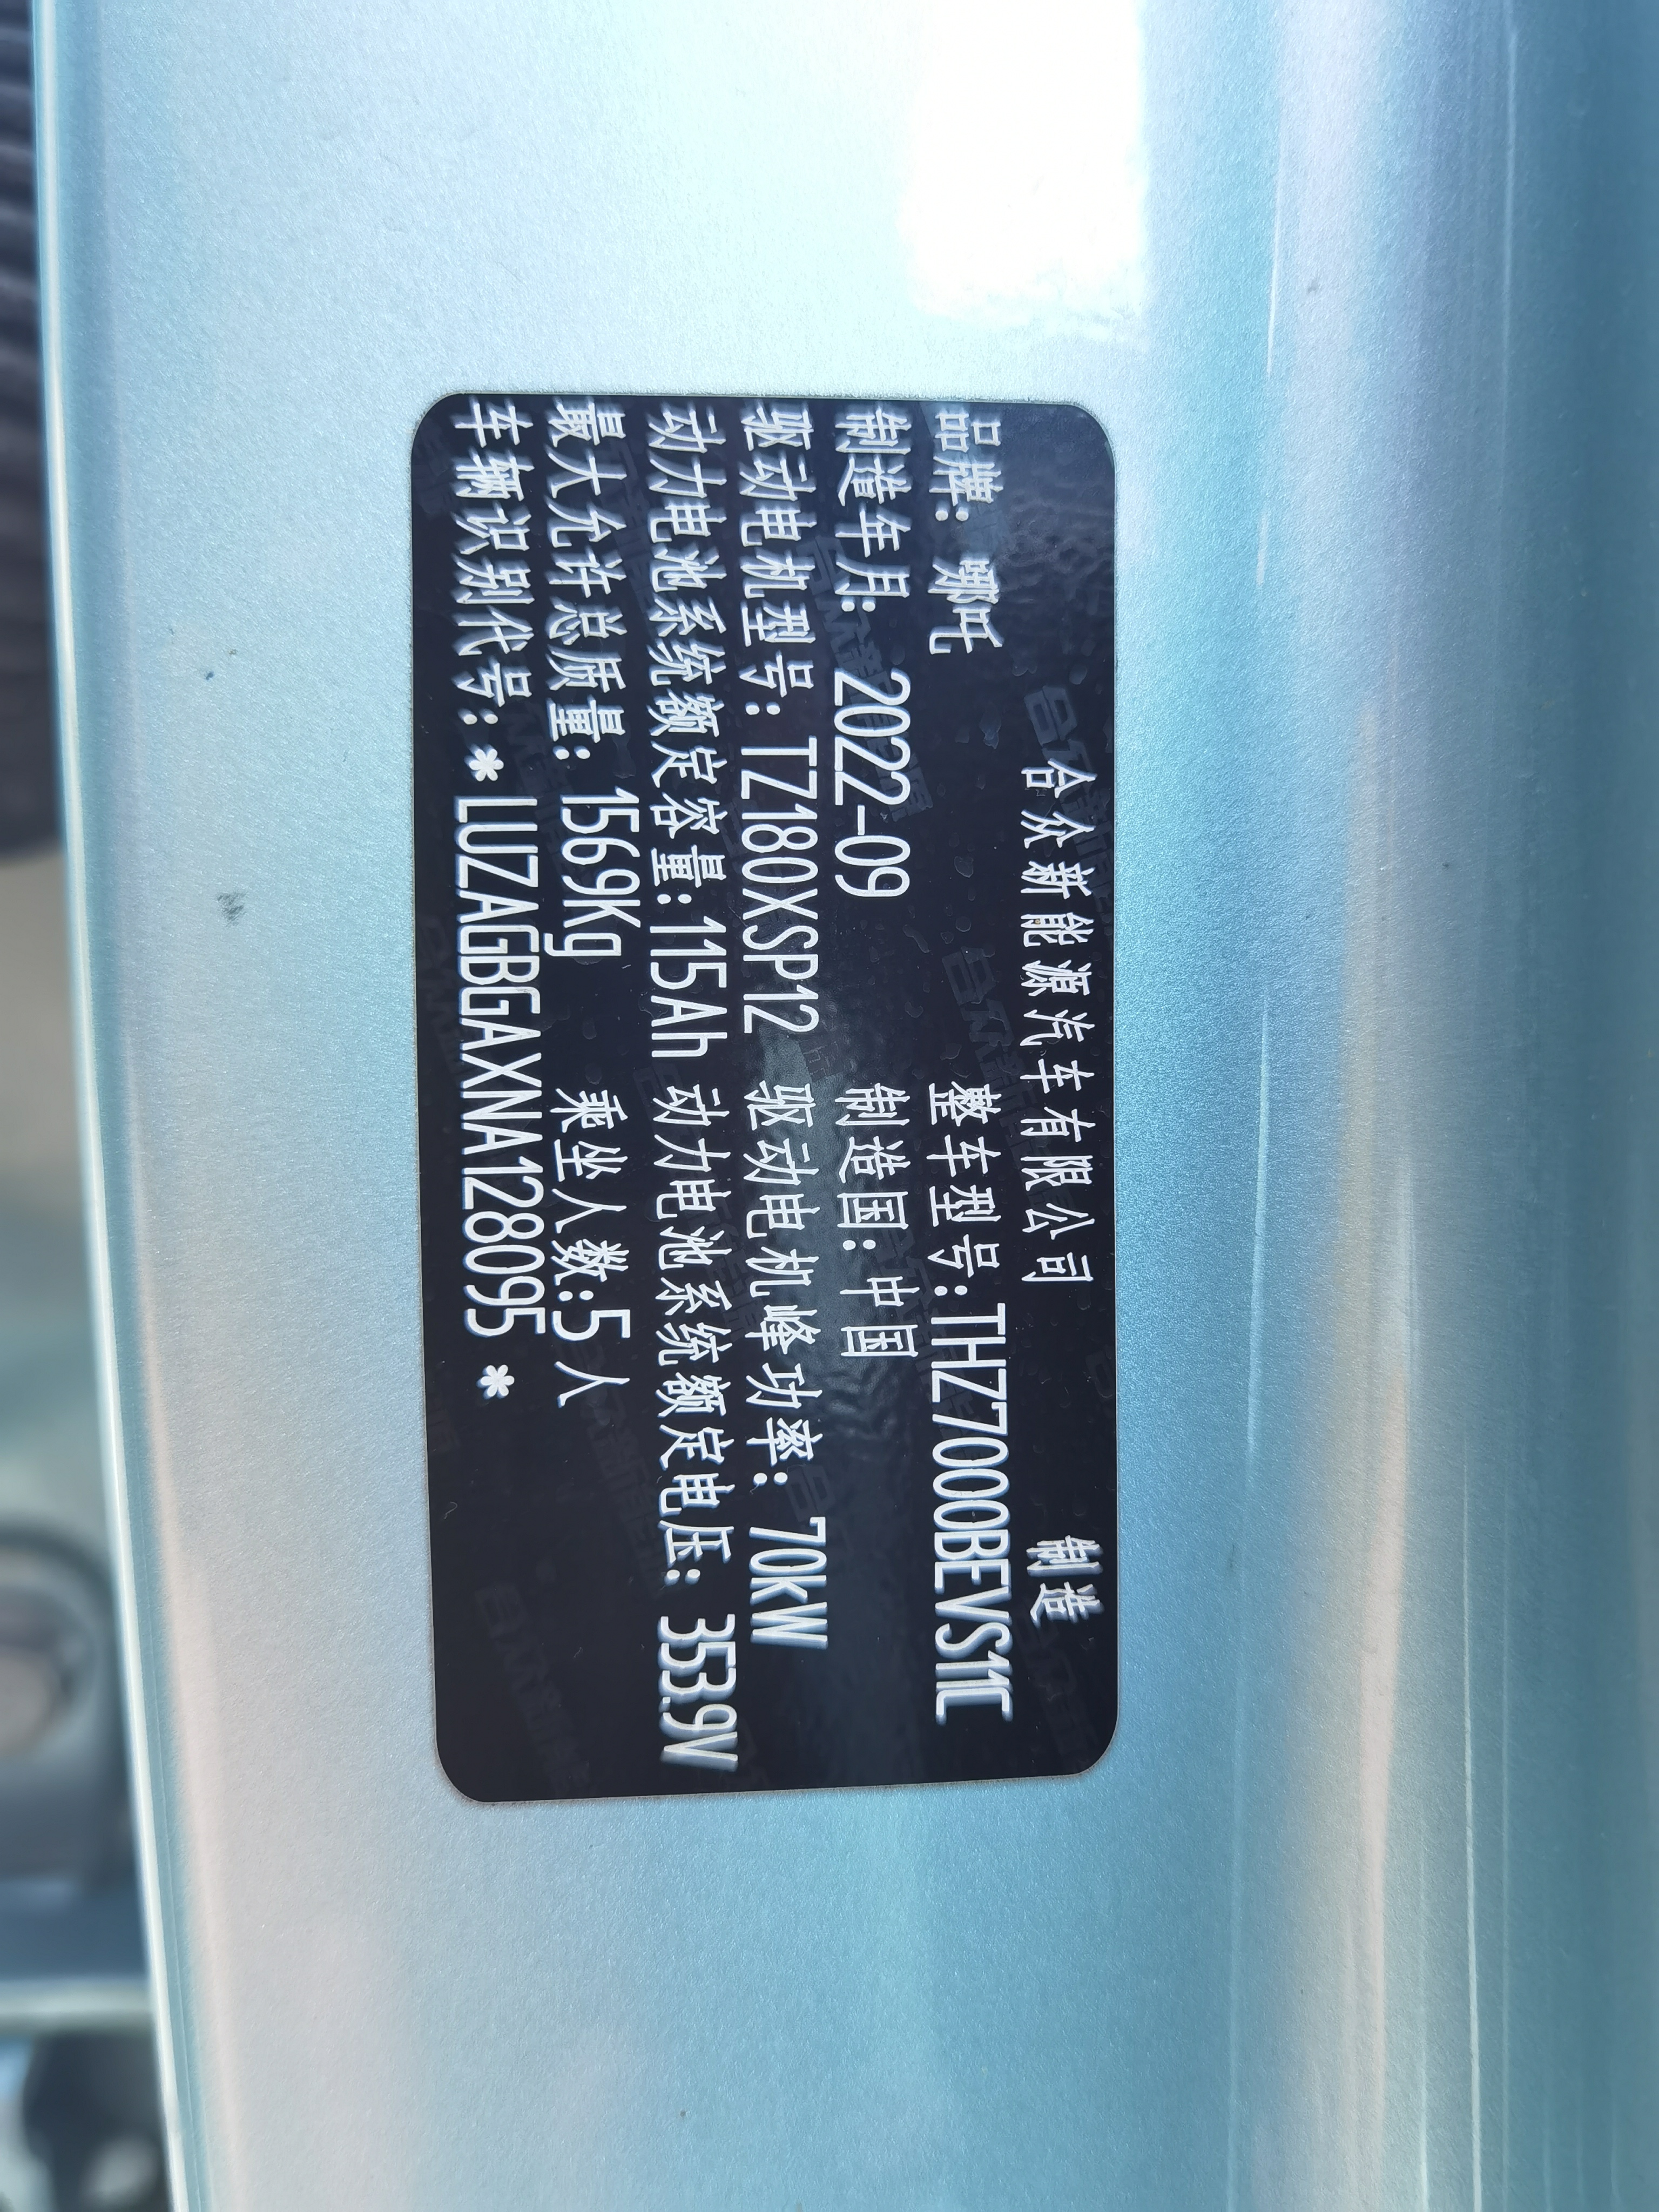 合众新能源汽车有限公司 制造
品牌: 哪吒 整车型号:THZ7000BEVS11C
制造年月: 2022-09 制造国:中国
驱动电机型号: TZ180XSP12 驱动电机峰功率: 70kW
动力电池系统额定容量:115Ah 动力电池系统额定电压: 353.9V
最大允许总质量: 1569Kg 乘坐人数:5人
车辆识别代号: * LUZAGBGAXNA128095 *